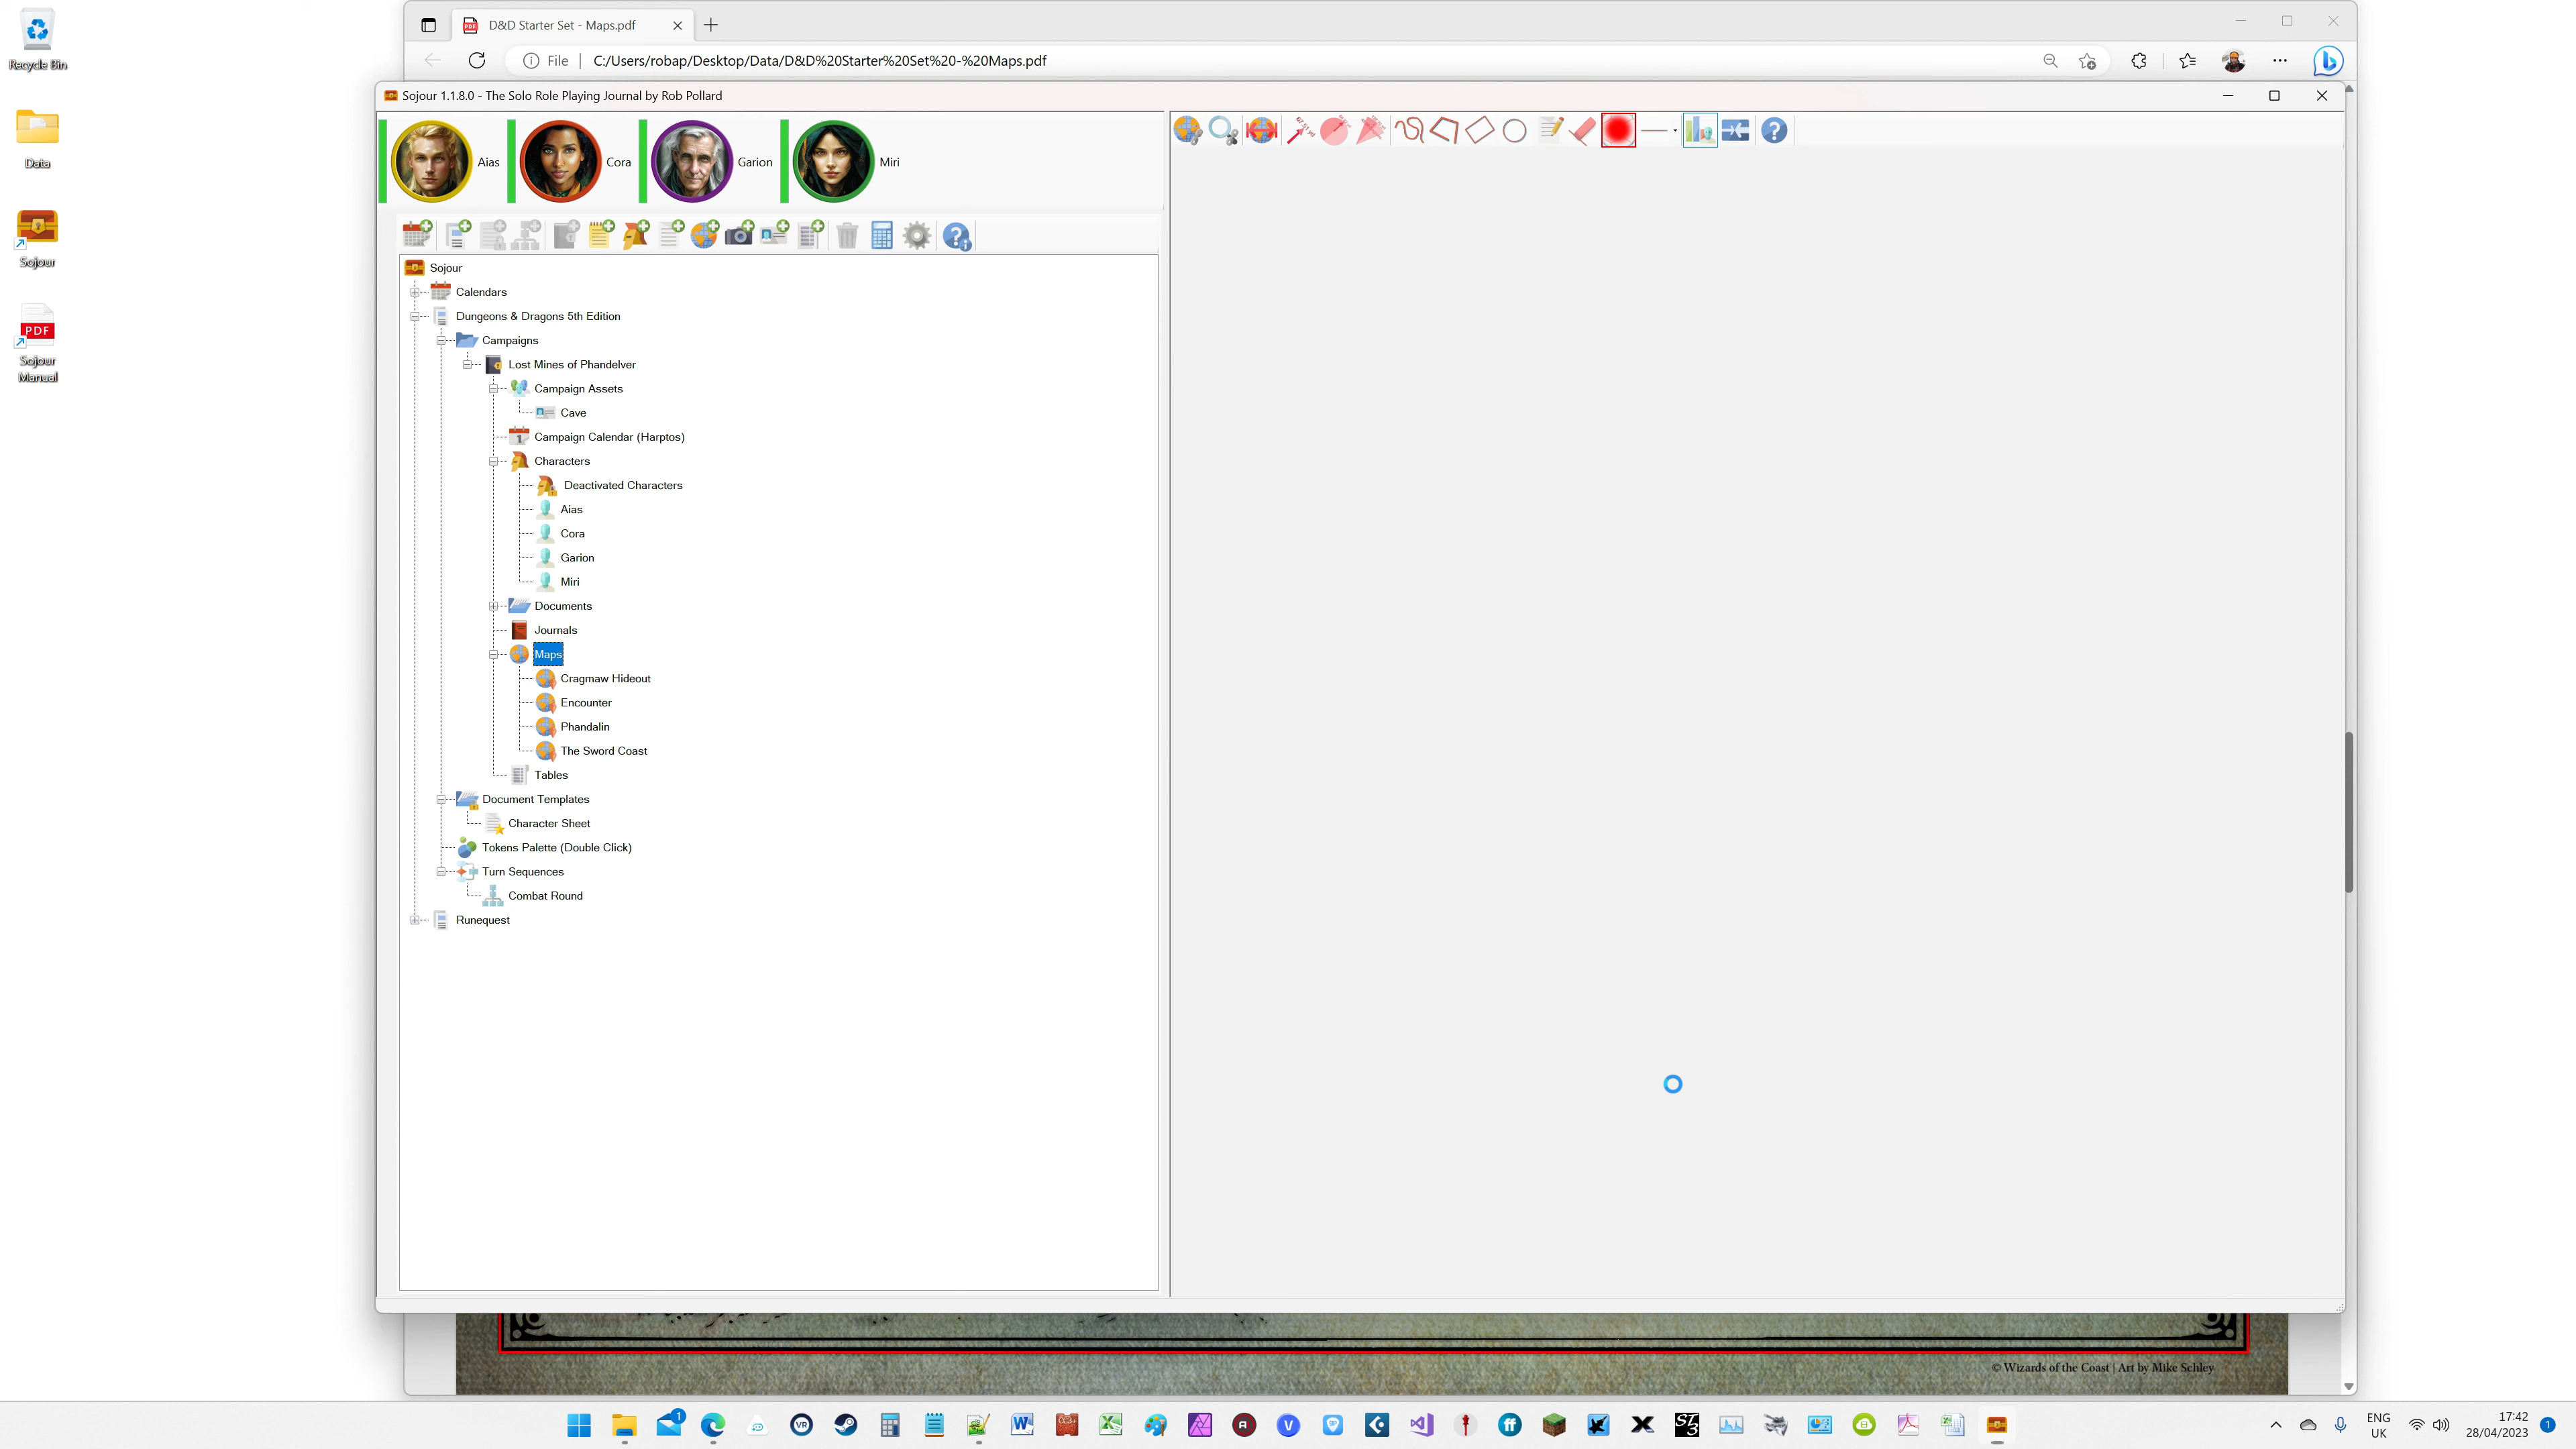 Recycle Bin
Data
Sojour
Sojour
Manual
D&D Starter Set - Maps.pdf
File
C:/Users/robap/Desktop/Data/D&D%20Starter%20Set%20-%20Maps.pdf
Sojour 1.1.8.0 - The Solo Role Playing Journal by Rob Pollard
Aias
Cora
Garion
Miri
Sojour
Calendars
Dungeons & Dragons 5th Edition
Campaigns
Lost Mines of Phandelver
Campaign Assets
Cave
Campaign Calendar (Harptos)
Characters
Deactivated Characters
Aias
Cora
Garion
Miri
Documents
Journals
Maps
Cragmaw Hideout
Encounter
Phandalin
The Sword Coast
Tables
Document Templates
Character Sheet
Tokens Palette (Double Click)
Turn Sequences
Combat Round
Runequest
© Wizards of the Coast | Art by Mike Schley
ENG
UK
17:42
28/04/2023
1